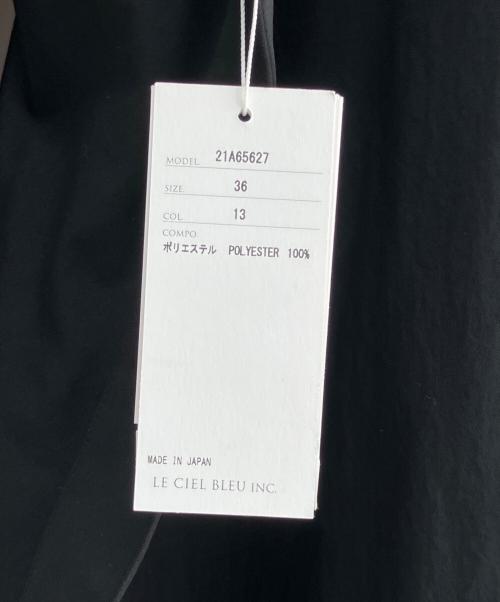 MODEL. 21A65627
SIZE. 36
COL. 13
COMPO.
ポリエステル POLYESTER 100%
MADE IN JAPAN
LE CIEL BLEU INC.